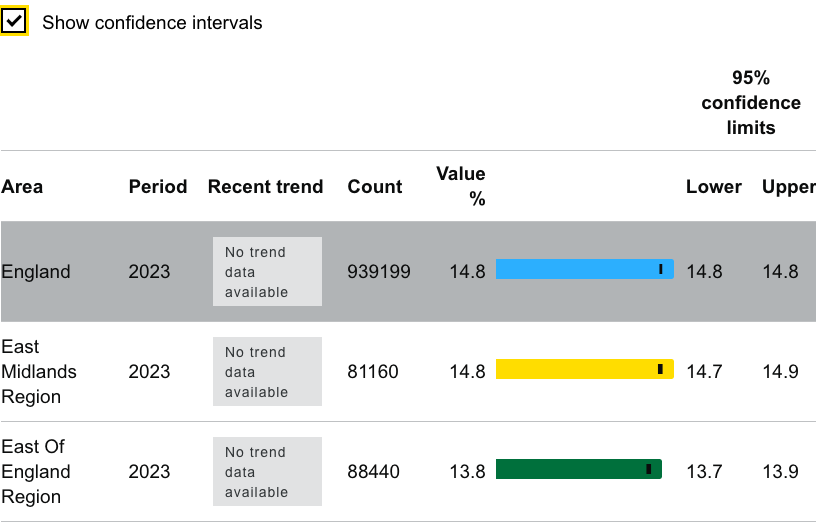 Show confidence intervals
95%
confidence
limits
Area Period Recent trend Count Value
% Lower Upper
England 2023 No trend
data
available 939199 14.8 14.8 14.8
East
Midlands
Region 2023 No trend
data
available 81160 14.8 14.7 14.9
East Of
England
Region 2023 No trend
data
available 88440 13.8 13.7 13.9